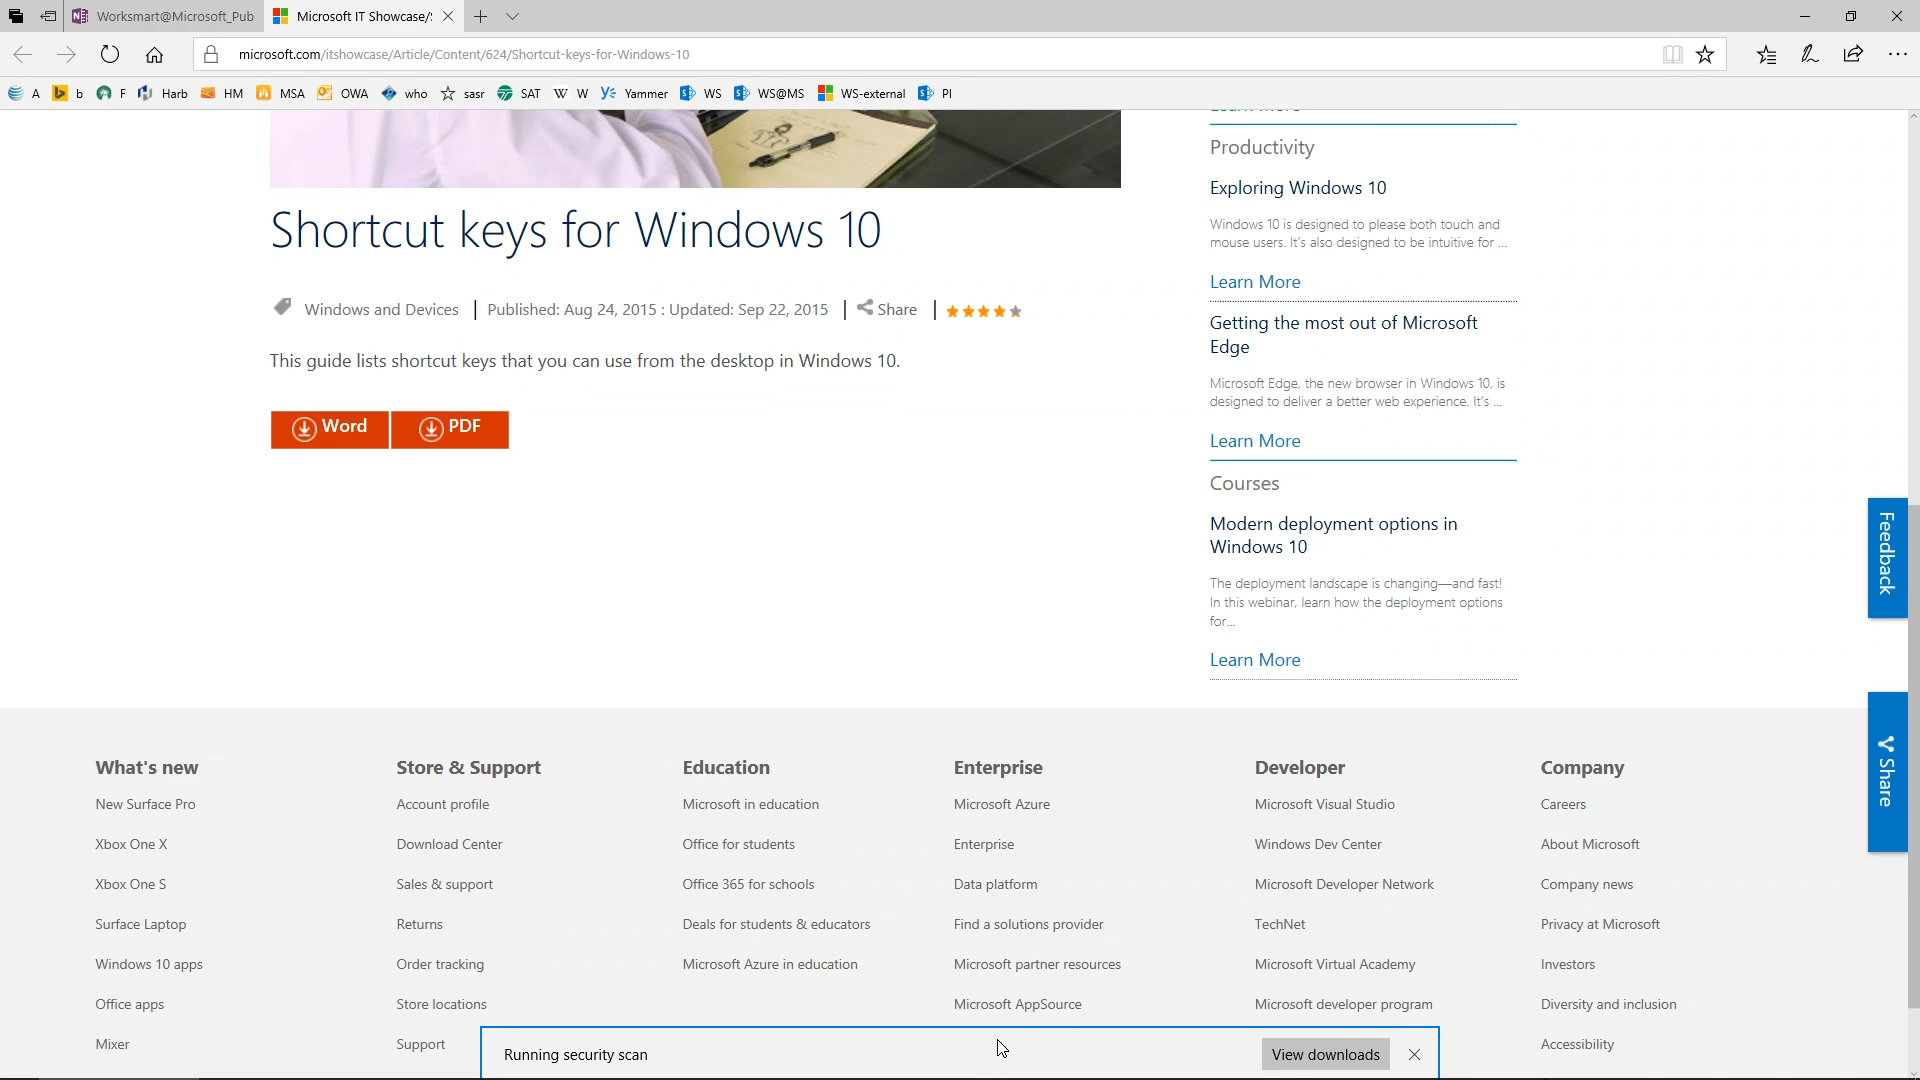 Worksmart@Microsoft_Pub
Microsoft IT Showcase/
microsoft.com/itshowcase/Article/Content/624/Shortcut-keys-for-Windows-10
A b F Harb HM MSA OWA who sasr SAT W Yammer WS WS@MS WS-external PI
Shortcut keys for Windows 10
Windows and Devices | Published: Aug 24, 2015 : Updated: Sep 22, 2015 | Share |
This guide lists shortcut keys that you can use from the desktop in Windows 10.
Word PDF
Productivity
Exploring Windows 10
Windows 10 is designed to please both touch and
mouse users. It's also designed to be intuitive for ...
Learn More
Getting the most out of Microsoft
Edge
Microsoft Edge, the new browser in Windows 10, is
designed to deliver a better web experience. It's ...
Learn More
Courses
Modern deployment options in
Windows 10
The deployment landscape is changing—and fast!
In this webinar, learn how the deployment options
for...
Learn More
Feedback
Share
What's new
New Surface Pro
Xbox One X
Xbox One S
Surface Laptop
Windows 10 apps
Office apps
Mixer
Store & Support
Account profile
Download Center
Sales & support
Returns
Order tracking
Store locations
Support
Education
Microsoft in education
Office for students
Office 365 for schools
Deals for students & educators
Microsoft Azure in education
Enterprise
Microsoft Azure
Enterprise
Data platform
Find a solutions provider
Microsoft partner resources
Microsoft AppSource
Developer
Microsoft Visual Studio
Windows Dev Center
Microsoft Developer Network
TechNet
Microsoft Virtual Academy
Microsoft developer program
Company
Careers
About Microsoft
Company news
Privacy at Microsoft
Investors
Diversity and inclusion
Accessibility
Running security scan
View downloads